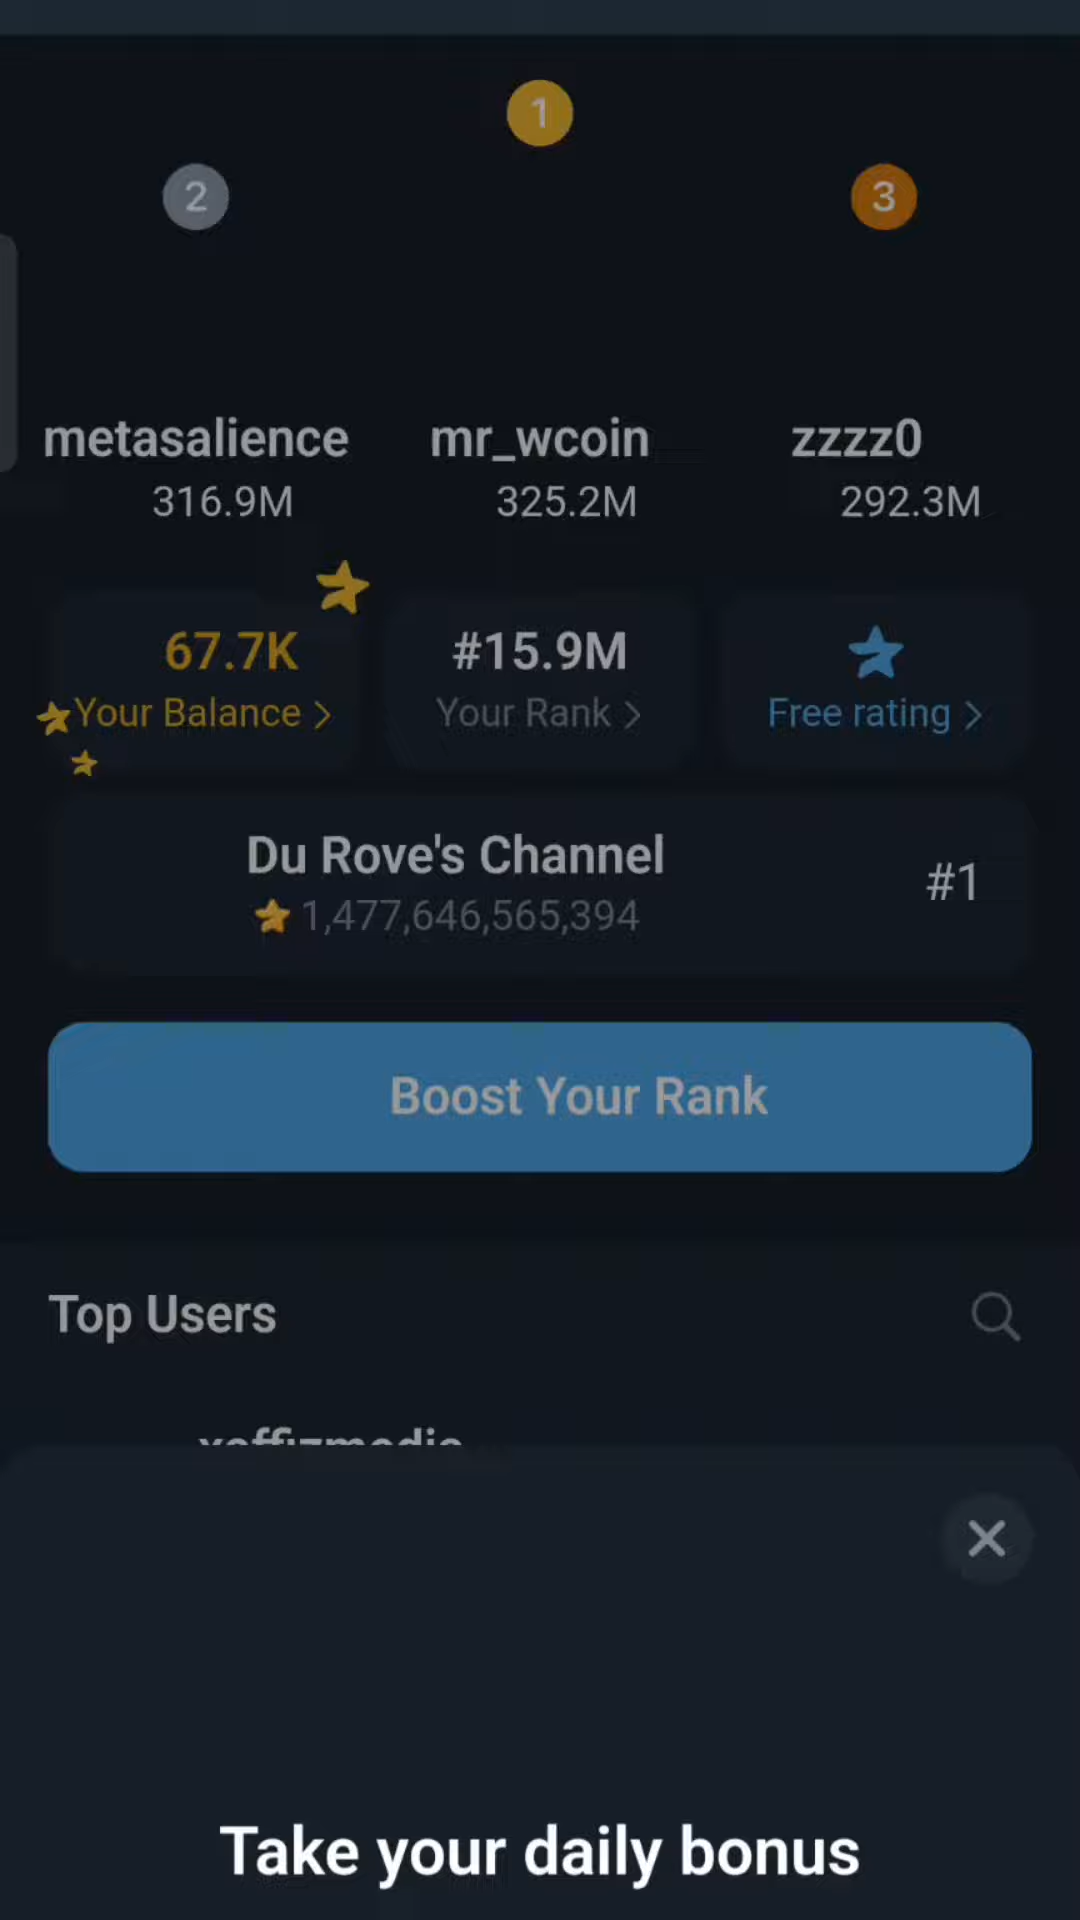 1
2
3
metasalience
mr_wcoin
zzzz0
316.9M
325.2M
292.3M
67.7K
#15.9M
Your Balance >
Your Rank >
Free rating >
Du Rove's Channel
1,477,646,565,394
#1
Boost Your Rank
Top Users
Take your daily bonus